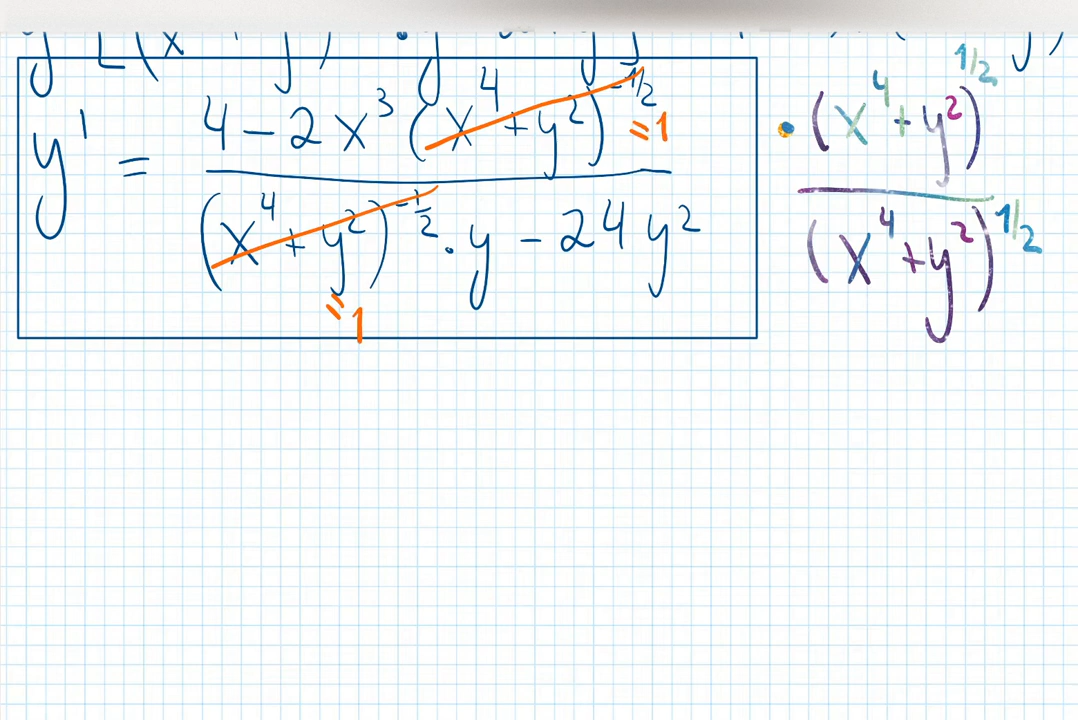 y' = (4 - 2x³(x⁴ + y²)^(-1/2)) / ((x⁴ + y²)^(-1/2) · y - 24y²) · (x⁴ + y²)^(1/2) / (x⁴ + y²)^(1/2)
=1
=1